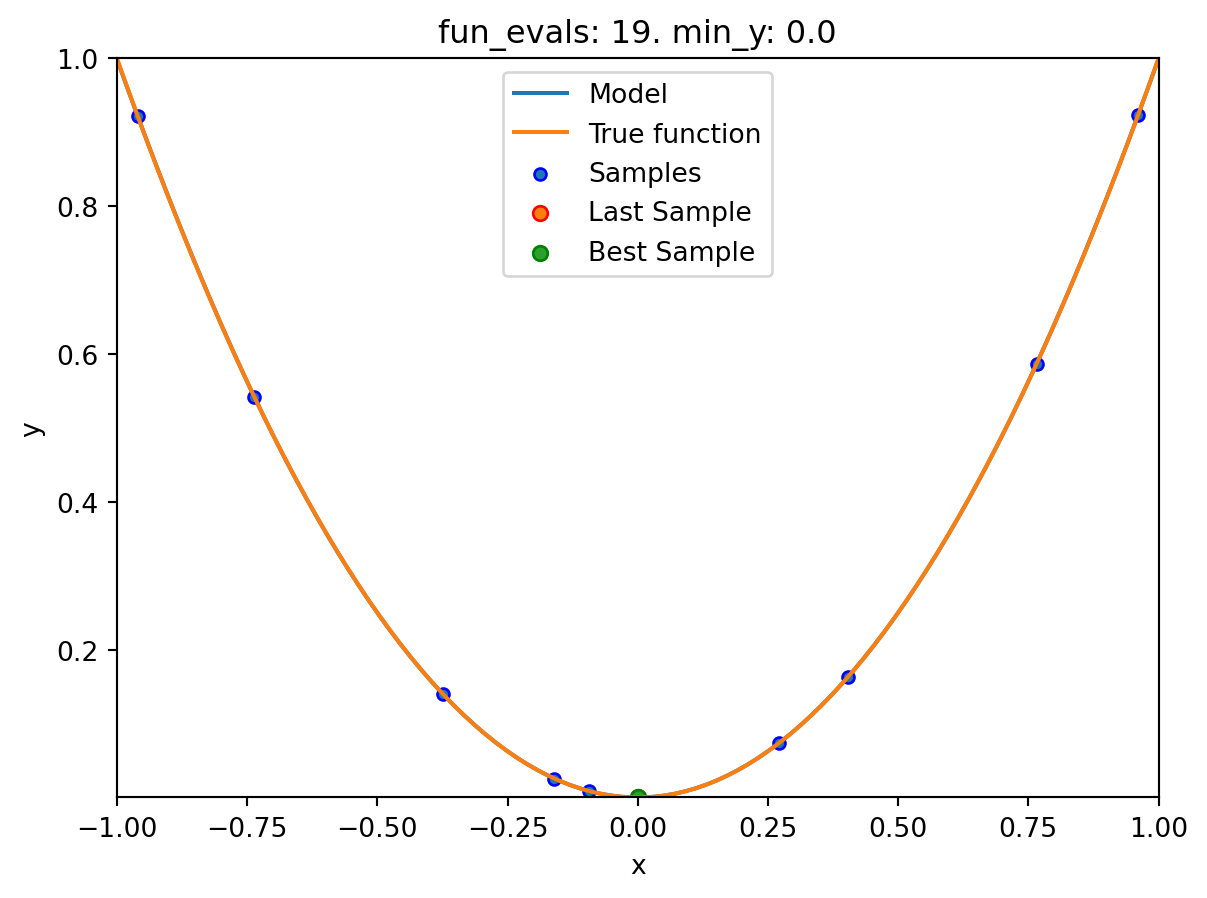 fun_evals: 19. min_y: 0.0
Model
True function
Samples
Last Sample
Best Sample
1.0
0.8
0.6
0.4
0.2
y
−1.00 −0.75 −0.50 −0.25 0.00 0.25 0.50 0.75 1.00
x